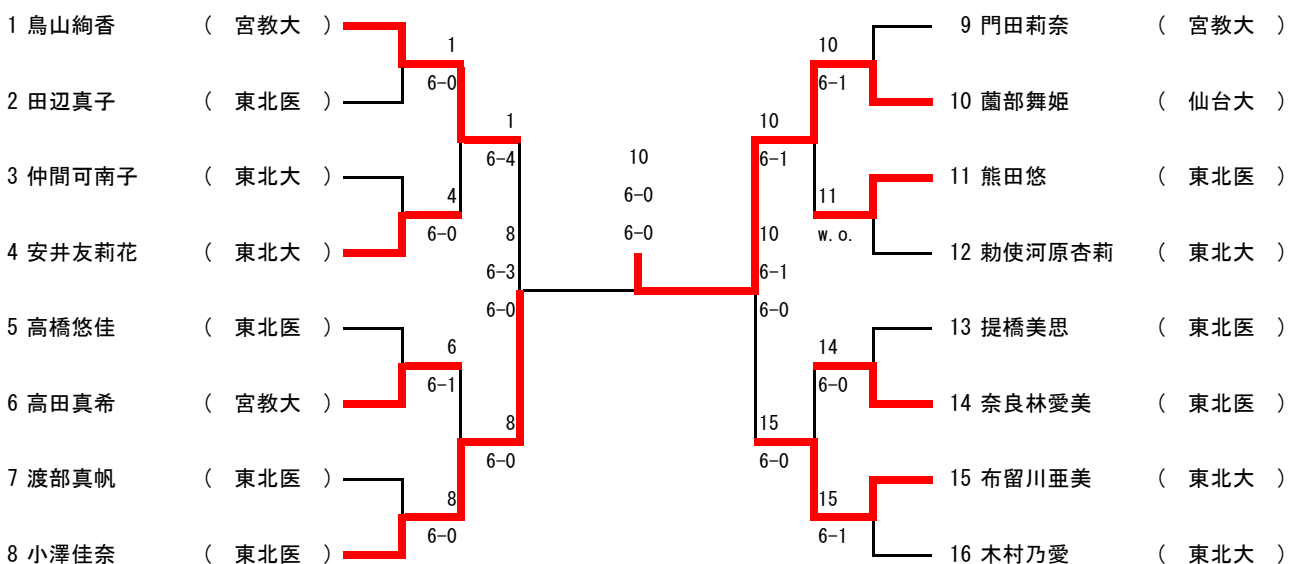 1 鳥山絢香 ( 宮教大 )
2 田辺真子 ( 東北医 )
3 仲間可南子 ( 東北大 )
4 安井友莉花 ( 東北大 )
5 高橋悠佳 ( 東北医 )
6 高田真希 ( 宮教大 )
7 渡部真帆 ( 東北医 )
8 小澤佳奈 ( 東北医 )
1
6-0
4
6-0
6
6-1
8
6-0
1
6-4
8
6-0
8
6-3
6-0
10
6-0
6-0
10
6-1
6-0
10
6-1
15
6-0
10
6-1
11
w.o.
14
6-0
15
6-1
9 門田莉奈 ( 宮教大 )
10 薗部舞姫 ( 仙台大 )
11 熊田悠 ( 東北医 )
12 勅使河原杏莉 ( 東北大 )
13 提橋美思 ( 東北医 )
14 奈良林愛美 ( 東北医 )
15 布留川亜美 ( 東北大 )
16 木村乃愛 ( 東北大 )